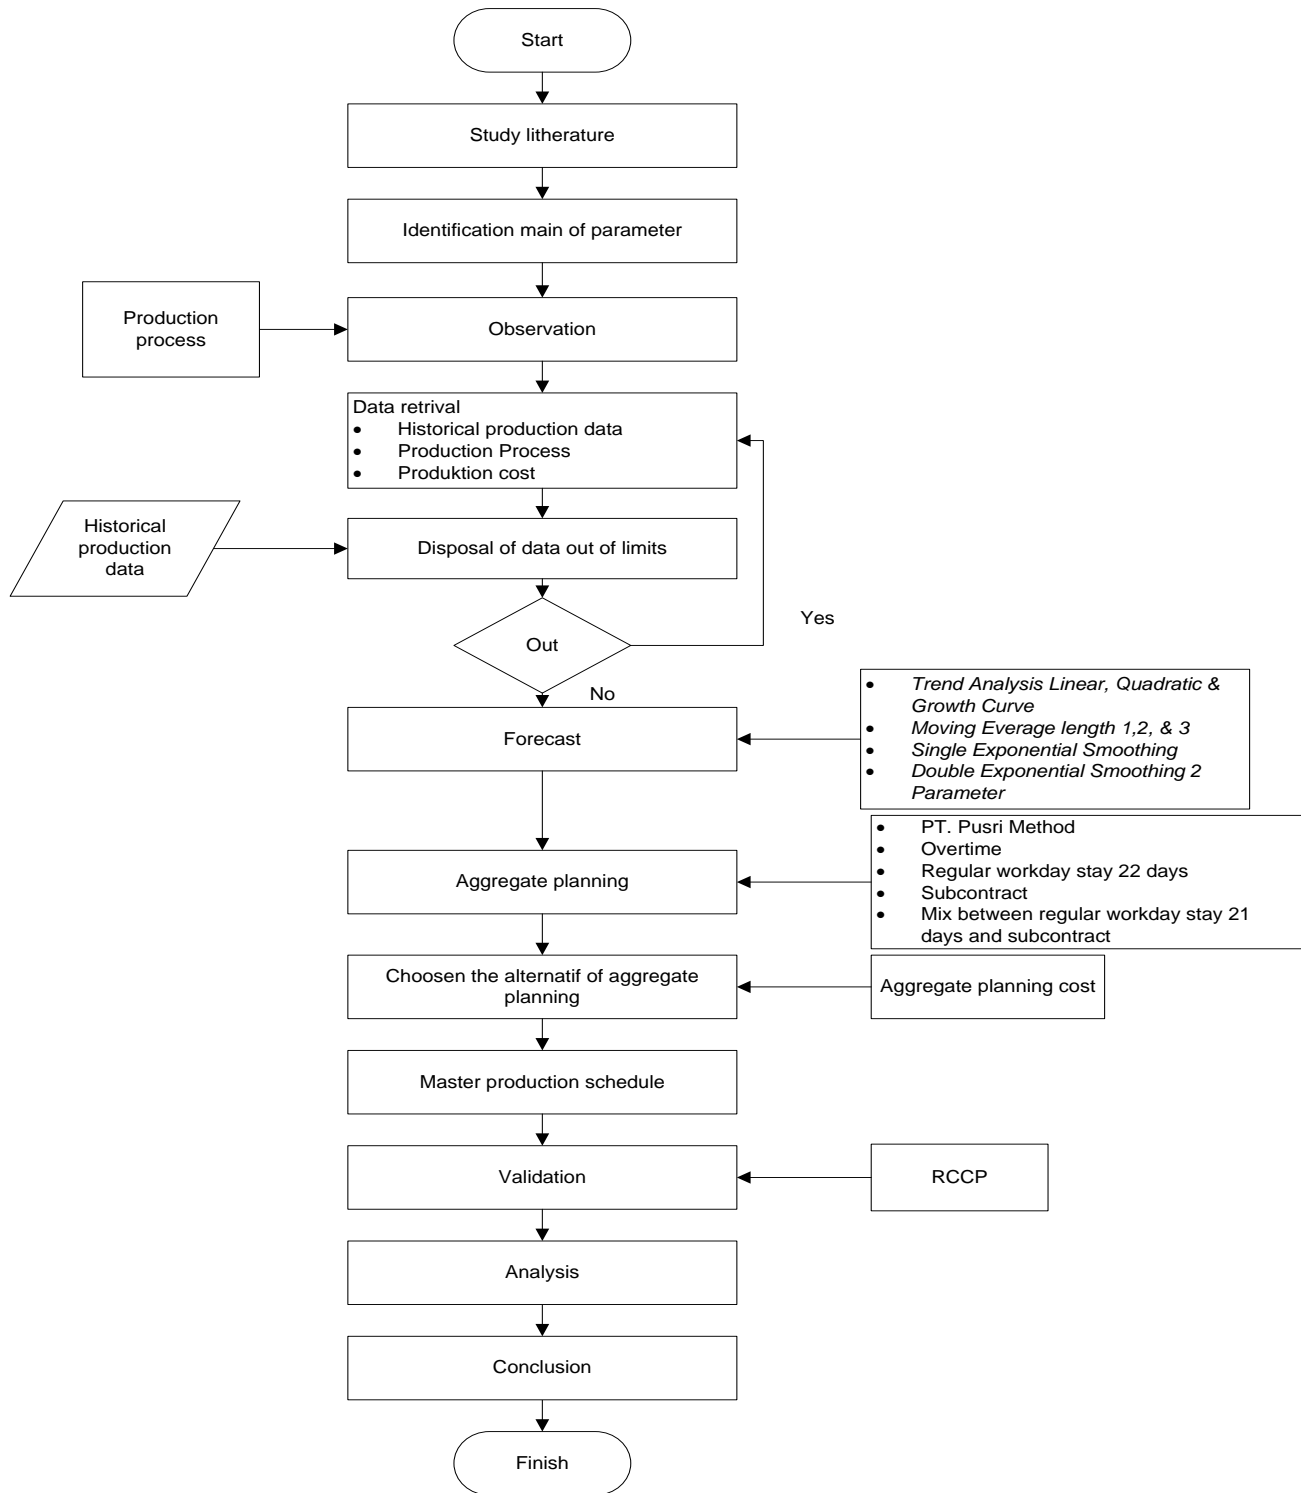 Start
Study litherature
Identification main of parameter
Production
process
Observation
Data retrival
• Historical production data
• Production Process
• Produktion cost
Historical
production
data
Disposal of data out of limits
Yes
Out
No
• Trend Analysis Linear, Quadratic &
Growth Curve
• Moving Everage length 1,2, & 3
• Single Exponential Smoothing
• Double Exponential Smoothing 2
Parameter
Forecast
• PT. Pusri Method
• Overtime
• Regular workday stay 22 days
• Subcontract
• Mix between regular workday stay 21
days and subcontract
Aggregate planning
Choosen the alternatif of aggregate
planning
Aggregate planning cost
Master production schedule
Validation
RCCP
Analysis
Conclusion
Finish